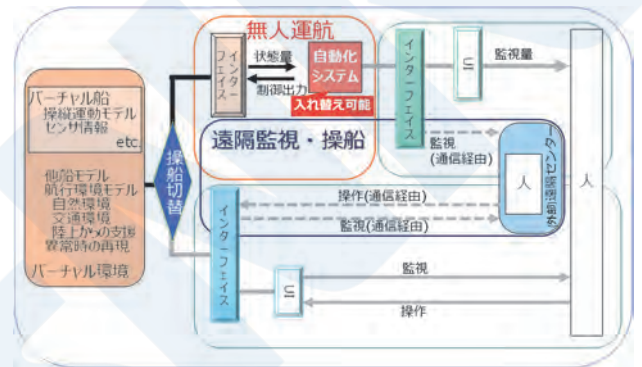 バーチャル船
操縦運動モデル
センサ情報
etc.
他船モデル
航行環境モデル
自然環境
交通環境
陸上からの支援
異常時の再現
バーチャル環境
操船切替
無人運航
インターフェイス
状態量
制御出力
自動化
システム
入れ替え可能
遠隔監視・操船
インターフェイス
UI
監視量
監視
(通信経由)
人
外部遠隔センター
人
操作(通信経由)
監視(通信経由)
インターフェイス
UI
監視
操作